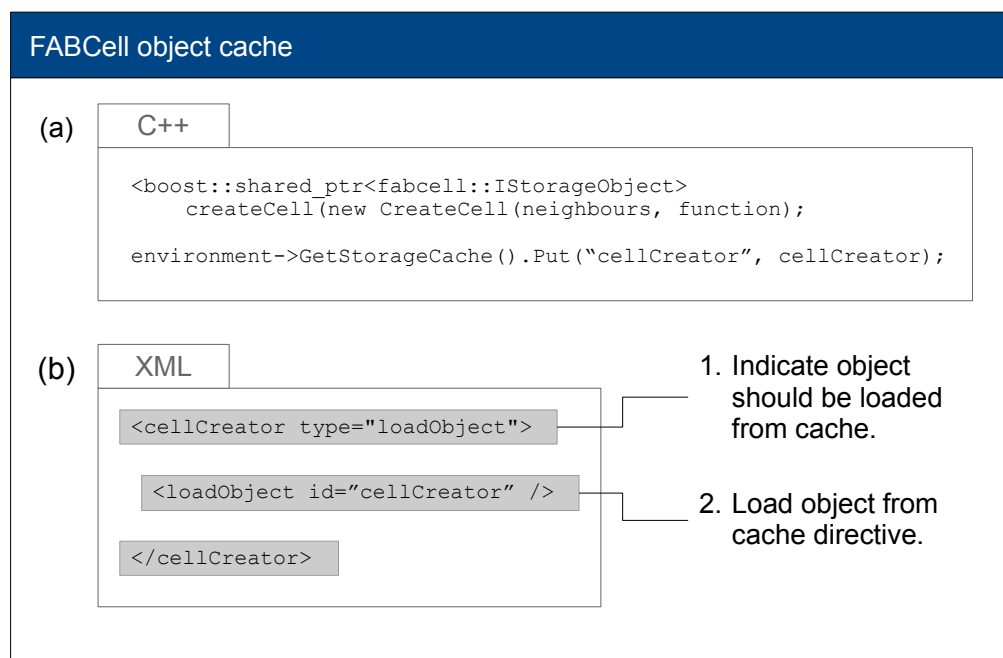 FABCell object cache
(a)
C++
<boost::shared_ptr<fabcell::IStorageObject>
createCell(new CreateCell(neighbours, function);
environment->GetStorageCache().Put(“cellCreator”, cellCreator);
(b)
XML
<cellCreator type="loadObject">
<loadObject id=”cellCreator” />
</cellCreator>
1. Indicate object
should be loaded
from cache.
2. Load object from
cache directive.